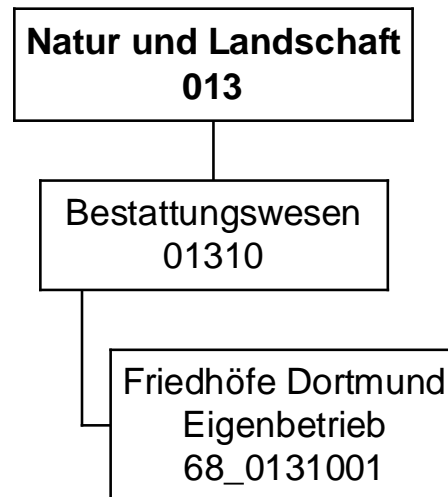 Natur und Landschaft
013
Bestattungswesen
01310
Friedhöfe Dortmund
Eigenbetrieb
68_0131001